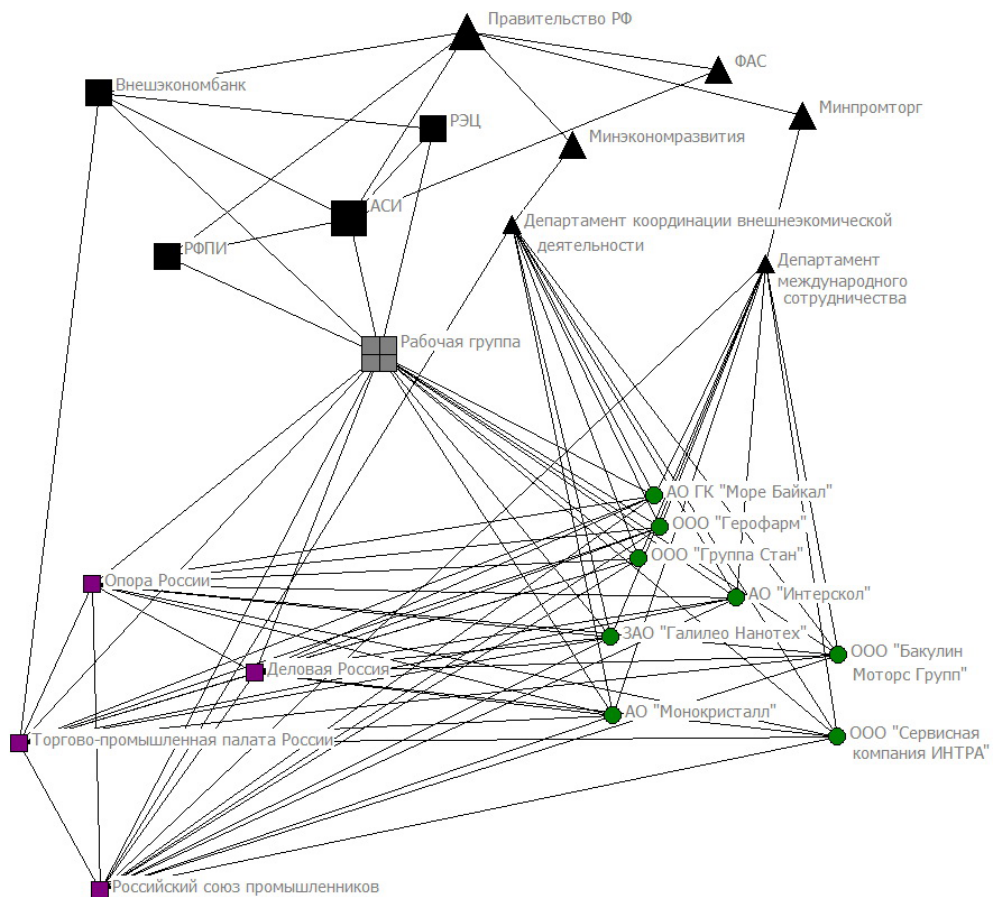 Правительство РФ
ФАС
Внешэкономбанк
Минпромторг
РЭЦ
Минэкономразвития
АСИ
Департамент координации внешнеэкомической
деятельности
РФПИ
Департамент
международного
сотрудничества
Рабочая группа
АО ГК "Море Байкал"
ООО "Герофарм"
ООО "Группа Стан"
Опора России
АО "Интерскол"
ЗАО "Галилео Нанотех"
ООО "Бакулин
Моторс Групп"
Деловая Россия
АО "Монокристалл"
Торгово-промышленная палата России
ООО "Сервисная
компания ИНТРА"
Российский союз промышленников